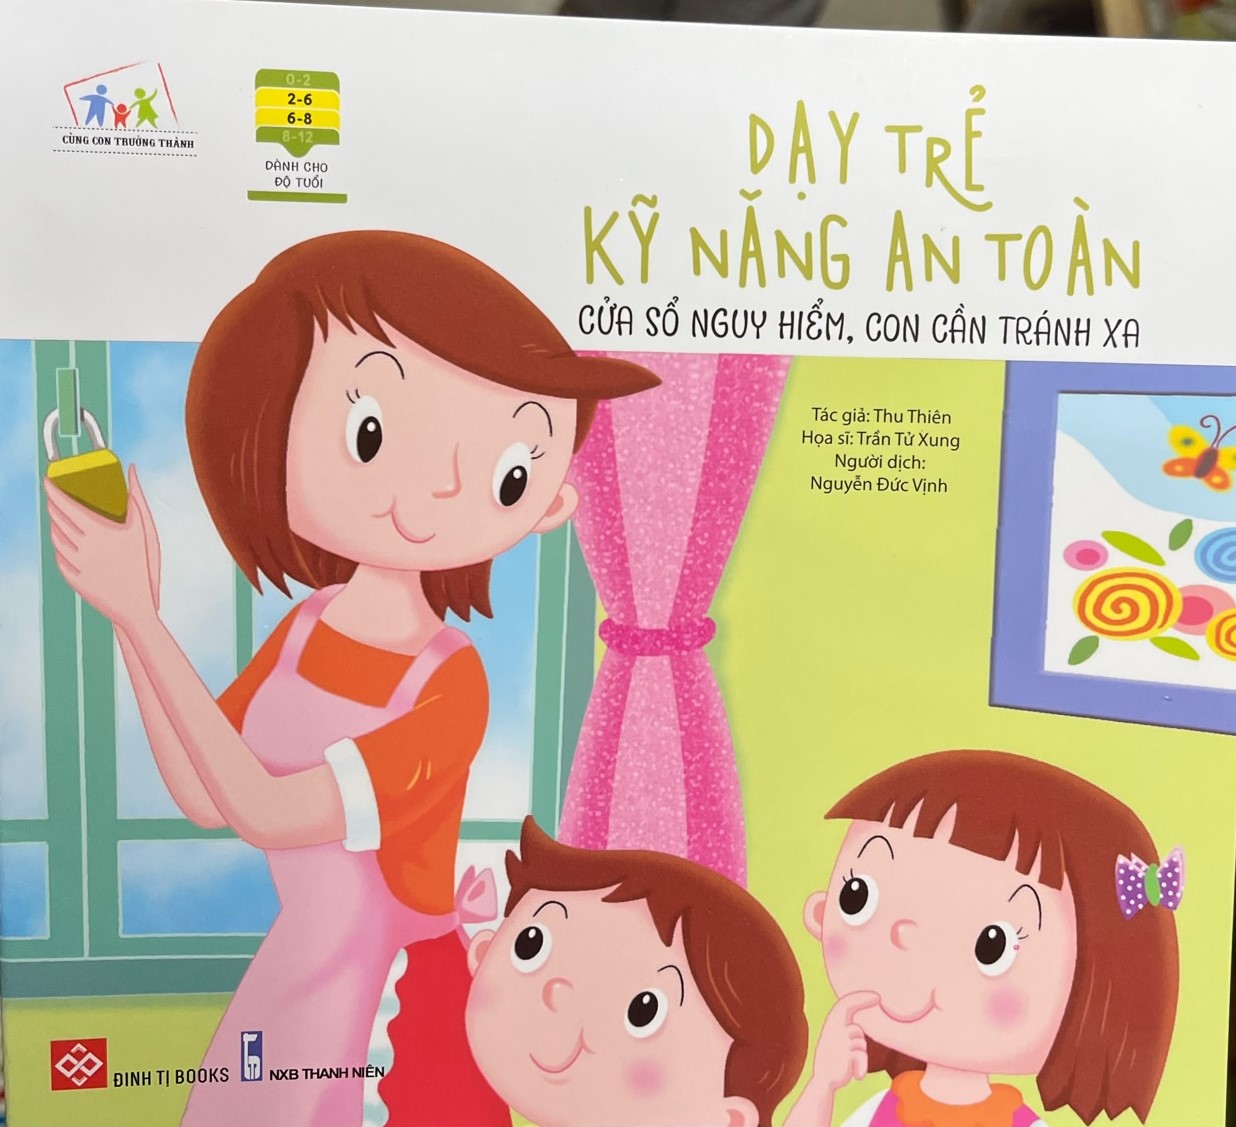 CÙNG CON TRƯỞNG THÀNH
0-2
2-6
6-8
8-12
DÀNH CHO
ĐỘ TUỔI
DẠY TRẺ
KỸ NĂNG AN TOÀN
CỬA SỔ NGUY HIỂM, CON CẦN TRÁNH XA
Tác giả: Thu Thiên
Họa sĩ: Trần Tử Xung
Người dịch:
Nguyễn Đức Vịnh
ĐINH TỊ BOOKS
NXB THANH NIÊN